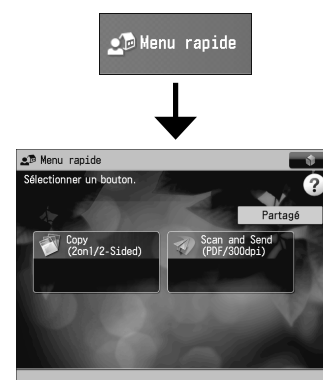 Menu rapide
Menu rapide
Sélectionner un bouton.
?
Partagé
Copy
(2on1/2-Sided)
Scan and Send
(PDF/300dpi)